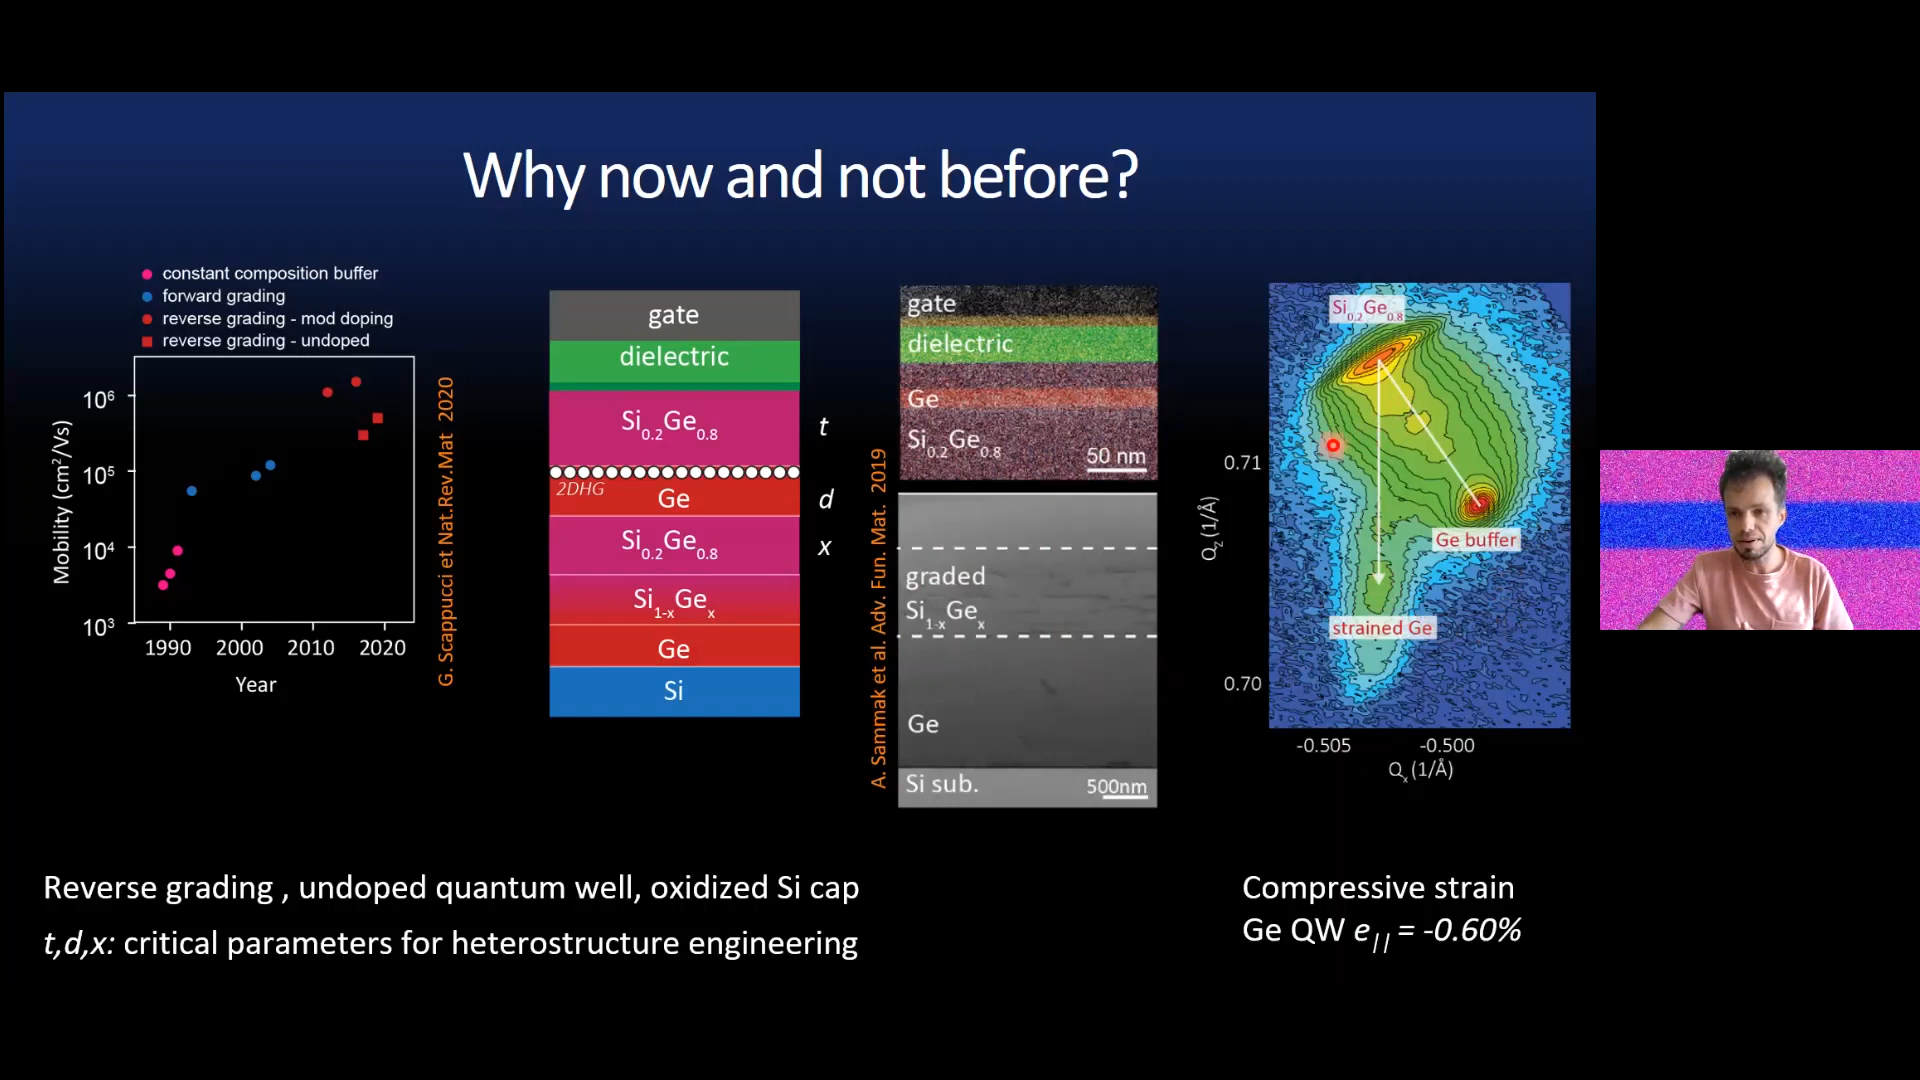 Why now and not before?
constant composition buffer
forward grading
reverse grading - mod doping
reverse grading - undoped
Mobility (cm²/Vs)
10⁶
10⁵
10⁴
10³
1990 2000 2010 2020
Year
G. Scappucci et Nat.Rev.Mat 2020
gate
dielectric
Si₀.₂Ge₀.₈
t
2DHG
Ge
d
Si₀.₂Ge₀.₈
x
Si₁₋ₓGeₓ
Ge
Si
A. Sammak et al. Adv. Fun. Mat. 2019
gate
dielectric
Ge
Si₀.₂Ge₀.₈
50 nm
graded
Si₁₋ₓGeₓ
Ge
Si sub.
500nm
Si₀.₂Ge₀.₈
0.71
Ge buffer
strained Ge
0.70
Q_z (1/Å)
-0.505 -0.500
Qₓ (1/Å)
Reverse grading , undoped quantum well, oxidized Si cap
t,d,x: critical parameters for heterostructure engineering
Compressive strain
Ge QW e_// = -0.60%